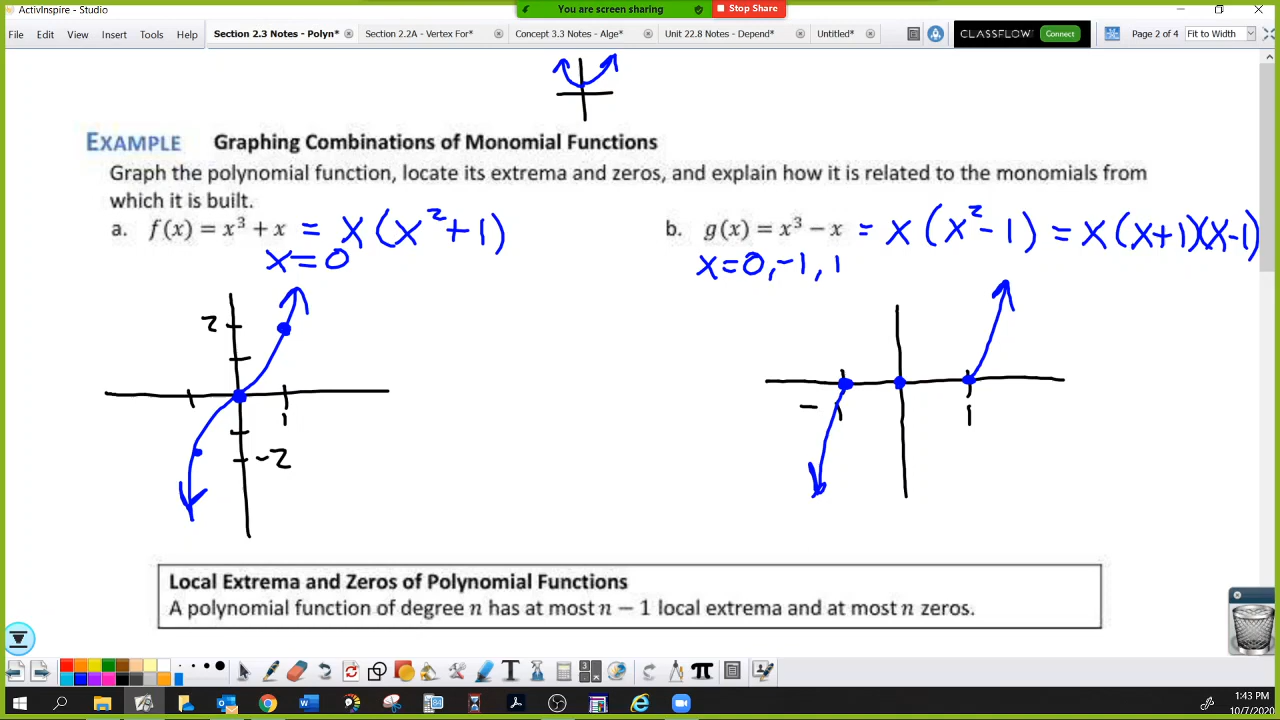 ActivInspire - Studio
You are screen sharing
Stop Share
File Edit View Insert Tools Help
Section 2.3 Notes - Polyn*
Section 2.2A - Vertex For*
Concept 3.3 Notes - Alge*
Unit 22.8 Notes - Depend*
Untitled*
CLASSFLOW Connect
Page 2 of 4
Fit to Width
EXAMPLE Graphing Combinations of Monomial Functions
Graph the polynomial function, locate its extrema and zeros, and explain how it is related to the monomials from
which it is built.
a. f(x) = x³ + x = x(x²+1)
x=0
b. g(x) = x³ − x = x(x²-1) = x(x+1)(x-1)
x=0,-1,1
2
1
-2
-1
1
Local Extrema and Zeros of Polynomial Functions
A polynomial function of degree n has at most n − 1 local extrema and at most n zeros.
1:43 PM
10/7/2020